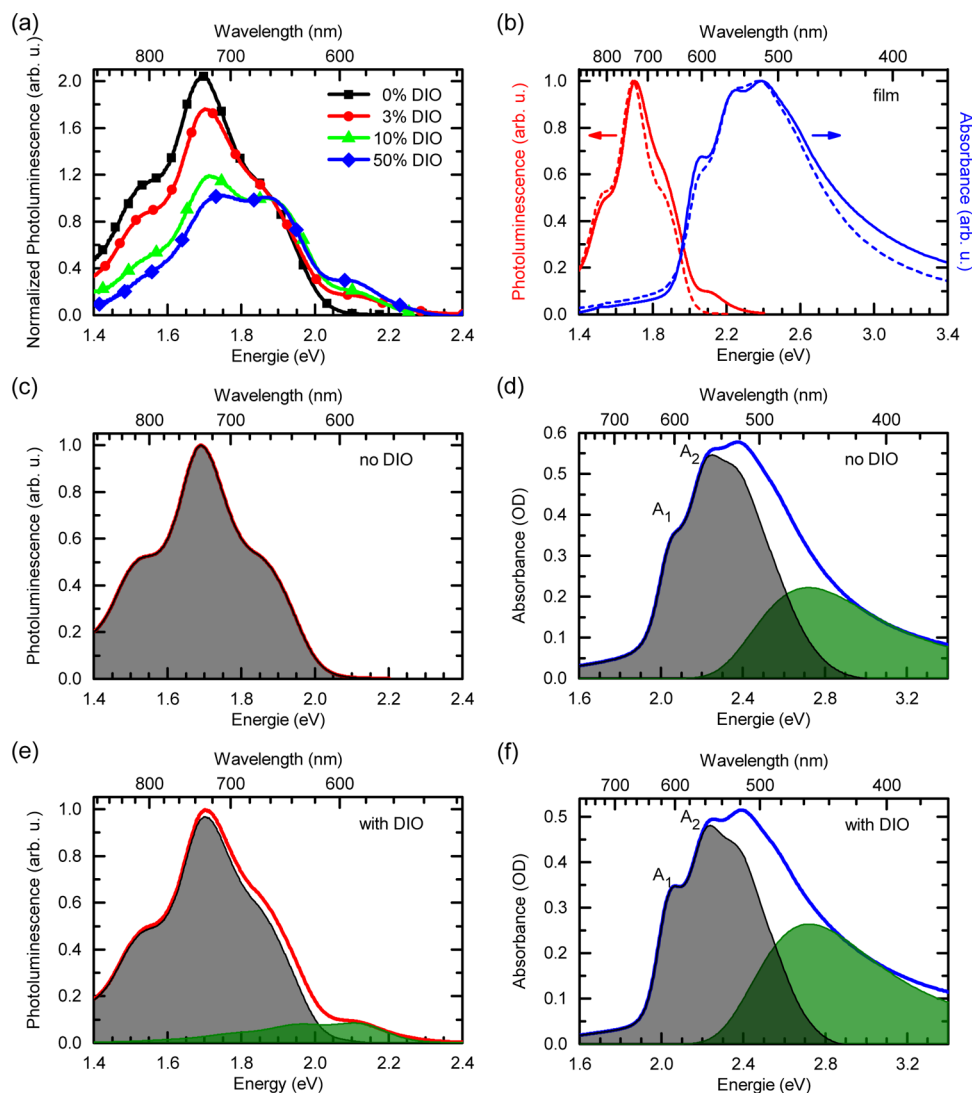 (a)
Wavelength (nm)
800 700 600
Normalized Photoluminescence (arb. u.)
2.0
1.6
1.2
0.8
0.4
0.0
0% DIO
3% DIO
10% DIO
50% DIO
1.4 1.6 1.8 2.0 2.2 2.4
Energie (eV)
(b)
Wavelength (nm)
800 700 600 500 400
Photoluminescence (arb. u.)
1.0
0.8
0.6
0.4
0.2
0.0
film
1.0
0.8
0.6
0.4
0.2
0.0
Absorbance (arb. u.)
1.4 1.8 2.2 2.6 3.0 3.4
Energie (eV)
(c)
Wavelength (nm)
800 700 600
Photoluminescence (arb. u.)
1.0
0.8
0.6
0.4
0.2
0.0
no DIO
1.4 1.6 1.8 2.0 2.2 2.4
Energie (eV)
(d)
Wavelength (nm)
700 600 500 400
Absorbance (OD)
0.6
0.5
0.4
0.3
0.2
0.1
0.0
no DIO
A2
A1
1.6 2.0 2.4 2.8 3.2
Energie (eV)
(e)
Wavelength (nm)
800 700 600
Photoluminescence (arb. u.)
1.0
0.8
0.6
0.4
0.2
0.0
with DIO
1.4 1.6 1.8 2.0 2.2 2.4
Energy (eV)
(f)
Wavelength (nm)
700 600 500 400
Absorbance (OD)
0.5
0.4
0.3
0.2
0.1
0.0
with DIO
A2
A1
1.6 2.0 2.4 2.8 3.2
Energie (eV)